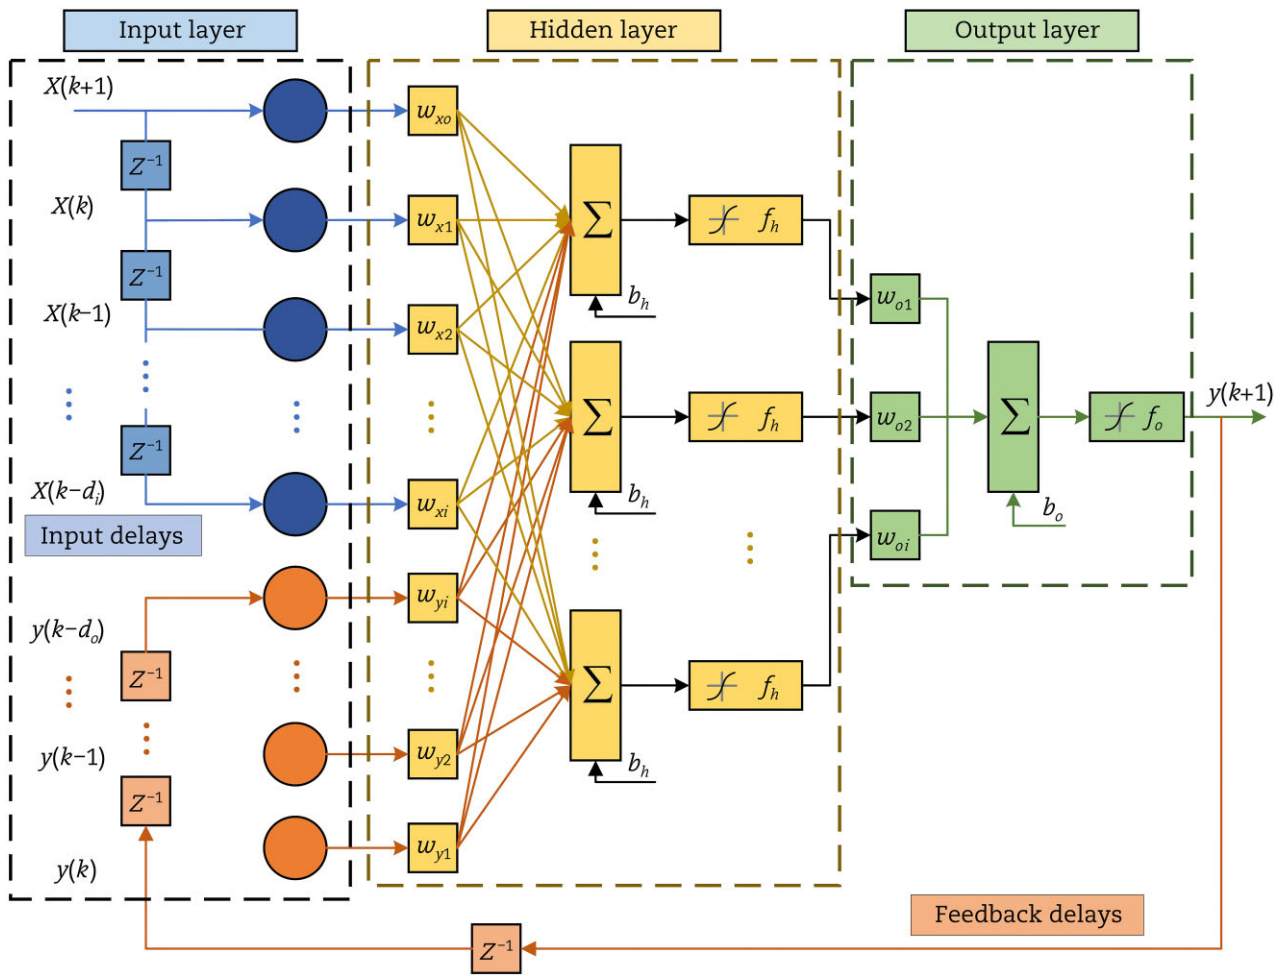 Input layer
Hidden layer
Output layer
X(k+1)
Z⁻¹
X(k)
Z⁻¹
X(k−1)
Z⁻¹
X(k−dᵢ)
Input delays
y(k−dₒ)
Z⁻¹
y(k−1)
Z⁻¹
y(k)
w_xo
w_x1
w_x2
w_xi
w_yi
w_y2
w_y1
∑
b_h
f_h
∑
b_h
f_h
∑
b_h
f_h
w_o1
w_o2
w_oi
∑
b_o
f_o
y(k+1)
Feedback delays
Z⁻¹